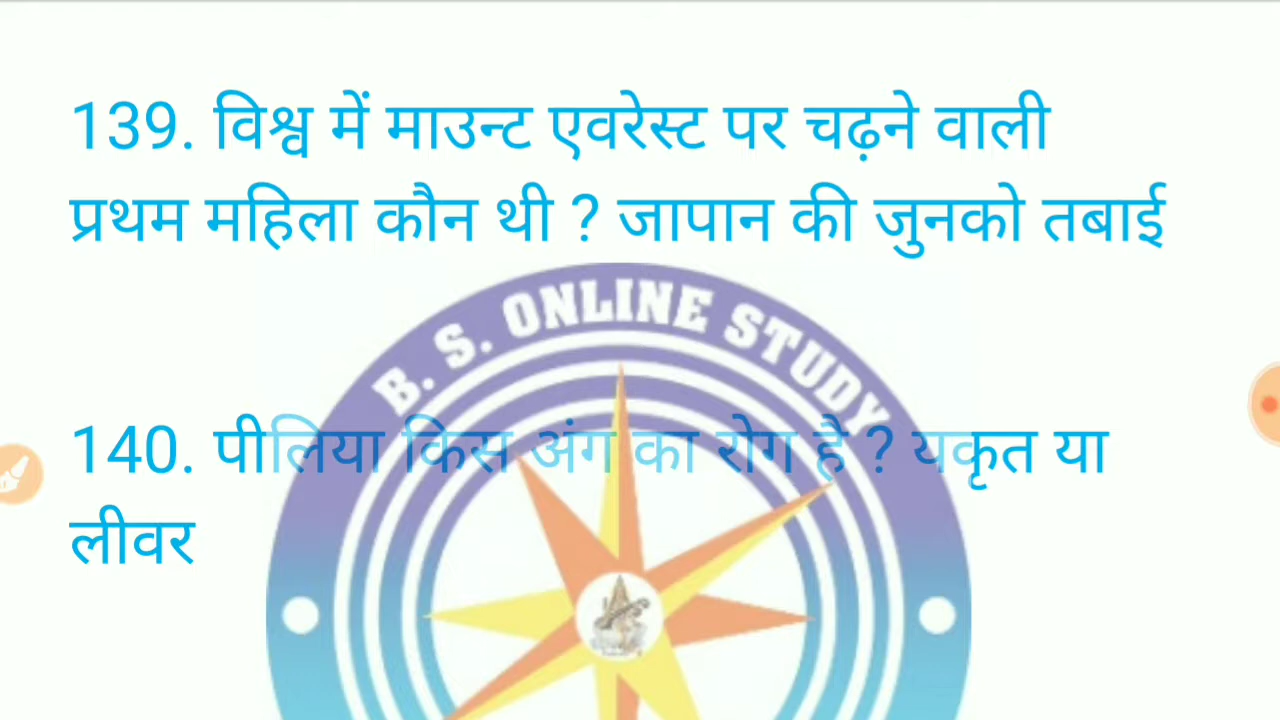 139. विश्व में माउन्ट एवरेस्ट पर चढ़ने वाली
प्रथम महिला कौन थी ? जापान की जुनको तबाई
B. S. ONLINE STUDY
140. पीलिया किस अंग का रोग है ? यकृत या
लीवर